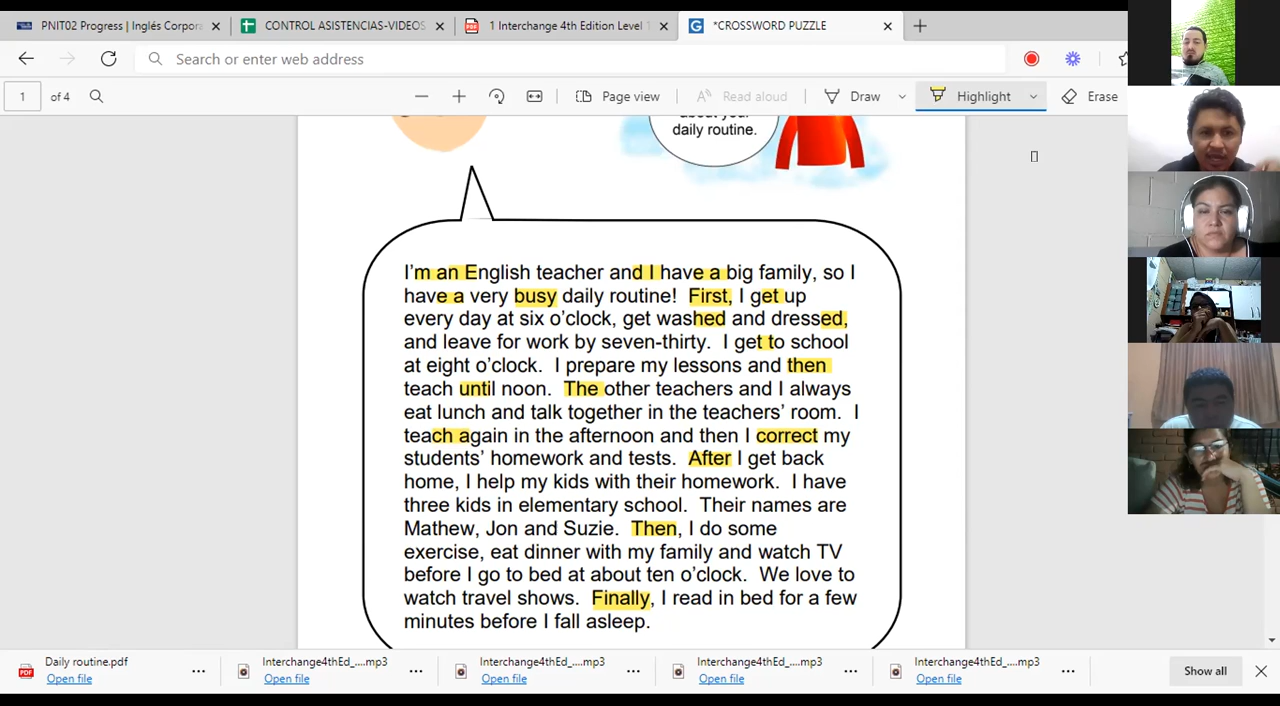 PNIT02 Progress | Inglés Corpora
CONTROL ASISTENCIAS-VIDEOS
1 Interchange 4th Edition Level 1
*CROSSWORD PUZZLE
Search or enter web address
1 of 4
Page view
Read aloud
Draw
Highlight
Erase
daily routine.
I'm an English teacher and I have a big family, so I
have a very busy daily routine! First, I get up
every day at six o'clock, get washed and dressed,
and leave for work by seven-thirty. I get to school
at eight o'clock. I prepare my lessons and then
teach until noon. The other teachers and I always
eat lunch and talk together in the teachers' room. I
teach again in the afternoon and then I correct my
students' homework and tests. After I get back
home, I help my kids with their homework. I have
three kids in elementary school. Their names are
Mathew, Jon and Suzie. Then, I do some
exercise, eat dinner with my family and watch TV
before I go to bed at about ten o'clock. We love to
watch travel shows. Finally, I read in bed for a few
minutes before I fall asleep.
Daily routine.pdf
Open file
Interchange4thEd_....mp3
Open file
Interchange4thEd_....mp3
Open file
Interchange4thEd_....mp3
Open file
Interchange4thEd_....mp3
Open file
Show all